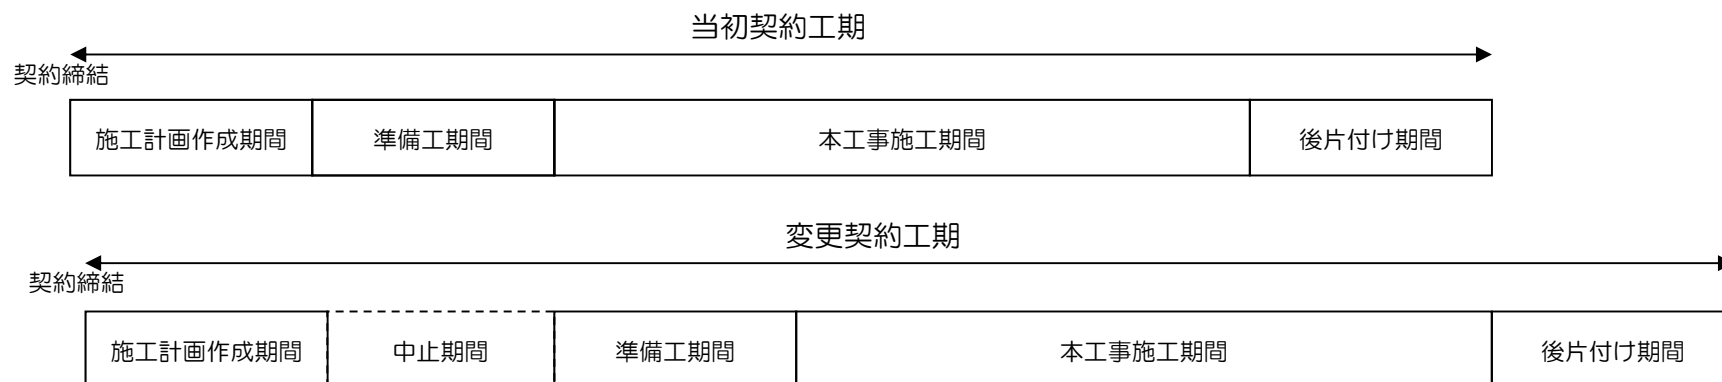 当初契約工期
契約締結
施工計画作成期間
準備工期間
本工事施工期間
後片付け期間
変更契約工期
契約締結
施工計画作成期間
中止期間
準備工期間
本工事施工期間
後片付け期間